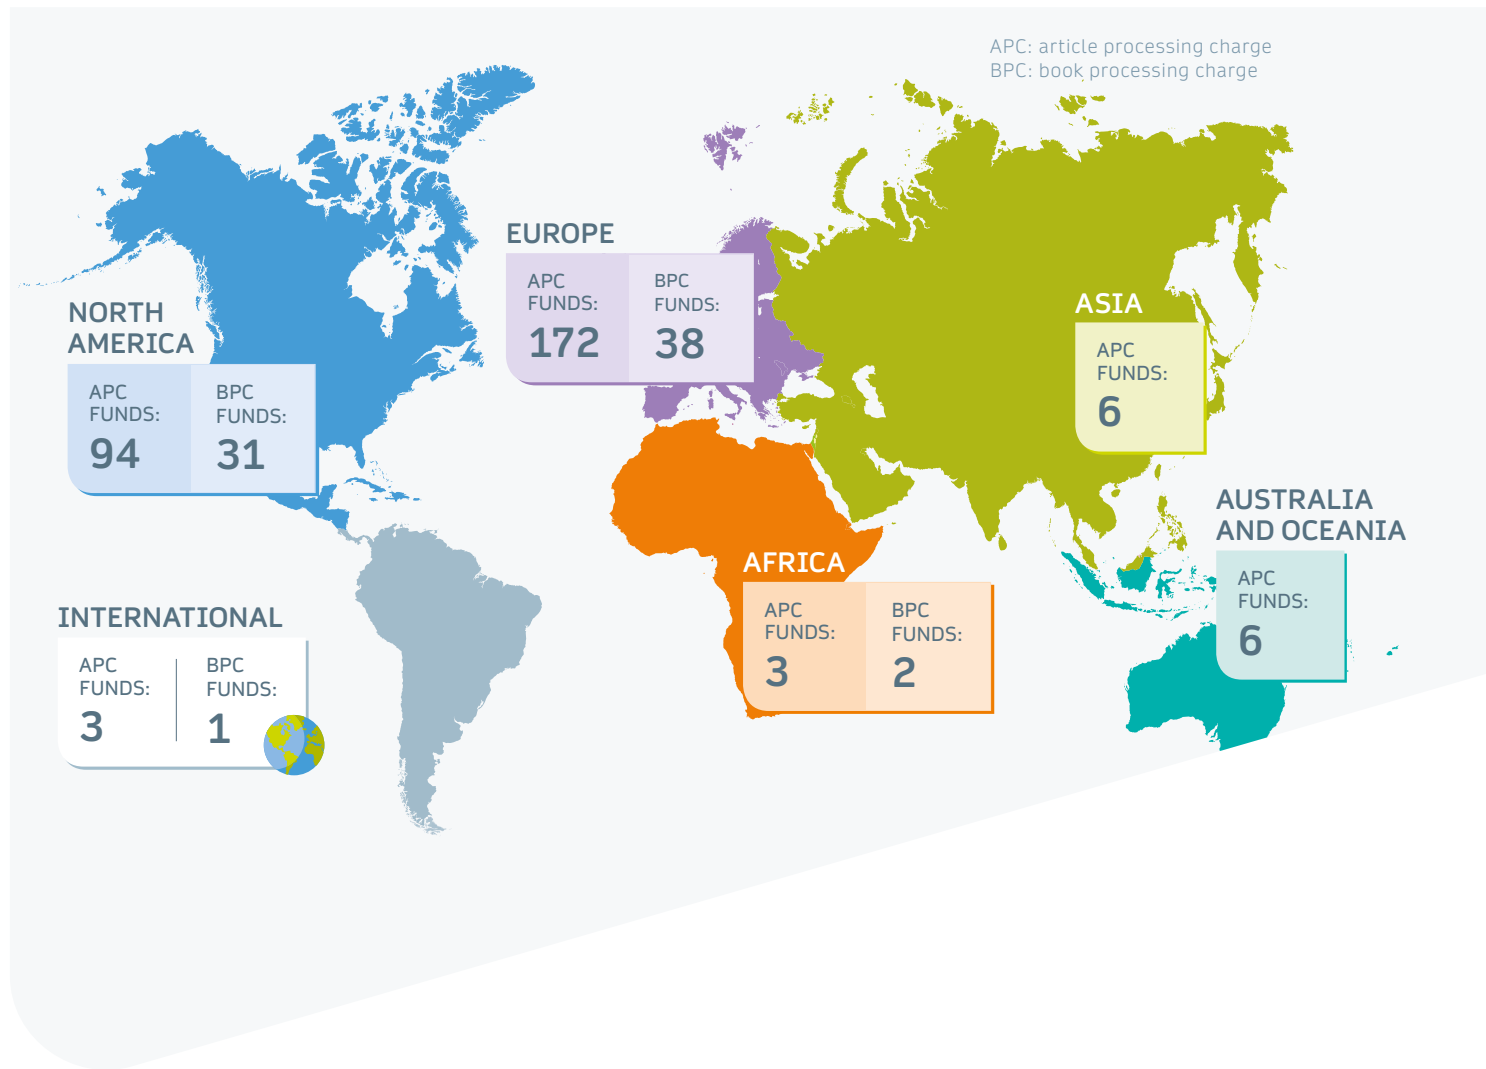 APC: article processing charge
BPC: book processing charge
EUROPE
APC
FUNDS:
172
BPC
FUNDS:
38
NORTH
AMERICA
APC
FUNDS:
94
BPC
FUNDS:
31
ASIA
APC
FUNDS:
6
AUSTRALIA
AND OCEANIA
APC
FUNDS:
6
AFRICA
APC
FUNDS:
3
BPC
FUNDS:
2
INTERNATIONAL
APC
FUNDS:
3
BPC
FUNDS:
1